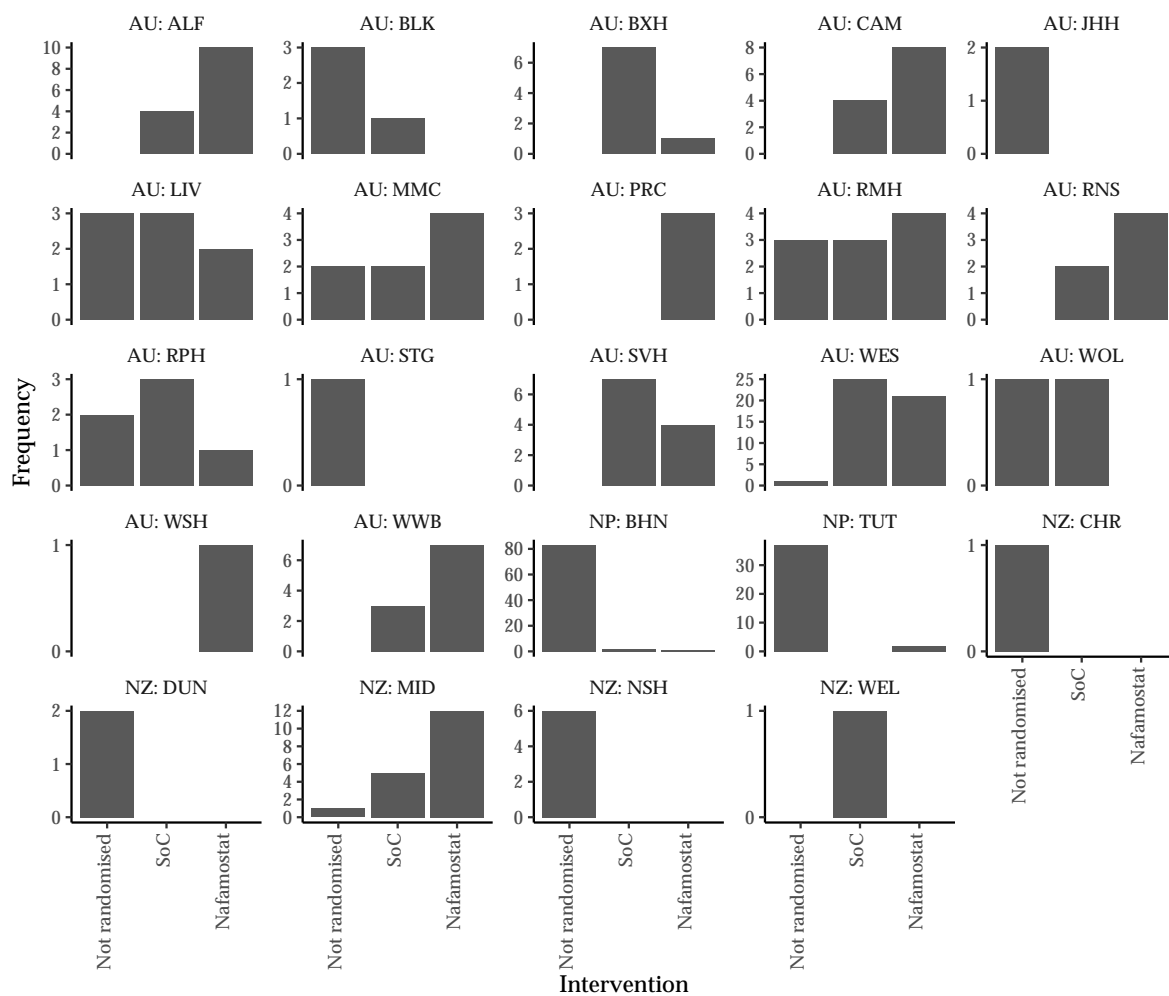 AU: ALF AU: BLK AU: BXH AU: CAM AU: JHH
10 8 6 4 2 0
3 2 1 0
6 4 2 0
8 6 4 2 0
2 1 0
AU: LIV AU: MMC AU: PRC AU: RMH AU: RNS
3 2 1 0
4 3 2 1 0
3 2 1 0
4 3 2 1 0
4 3 2 1 0
AU: RPH AU: STG AU: SVH AU: WES AU: WOL
3 2 1 0
1 0
6 4 2 0
25 20 15 10 5 0
1 0
AU: WSH AU: WWB NP: BHN NP: TUT NZ: CHR
1 0
6 4 2 0
80 60 40 20 0
30 20 10 0
1 0
NZ: DUN NZ: MID NZ: NSH NZ: WEL
2 1 0
12 10 8 6 4 2 0
6 4 2 0
1 0
Not randomised SoC Nafamostat
Not randomised SoC Nafamostat
Not randomised SoC Nafamostat
Not randomised SoC Nafamostat
Not randomised SoC Nafamostat
Frequency
Intervention